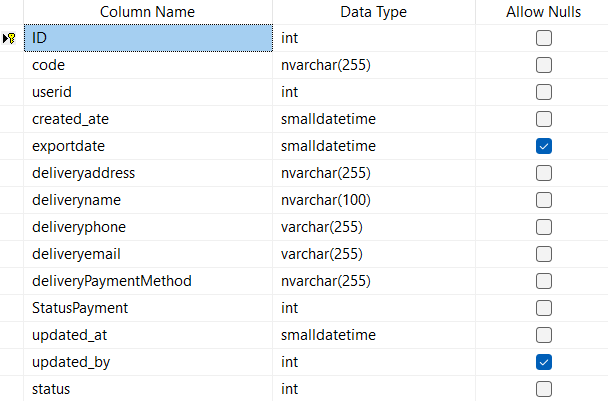 Column Name Data Type Allow Nulls
ID int
code nvarchar(255)
userid int
created_ate smalldatetime
exportdate smalldatetime
deliveryaddress nvarchar(255)
deliveryname nvarchar(100)
deliveryphone varchar(255)
deliveryemail varchar(255)
deliveryPaymentMethod nvarchar(255)
StatusPayment int
updated_at smalldatetime
updated_by int
status int